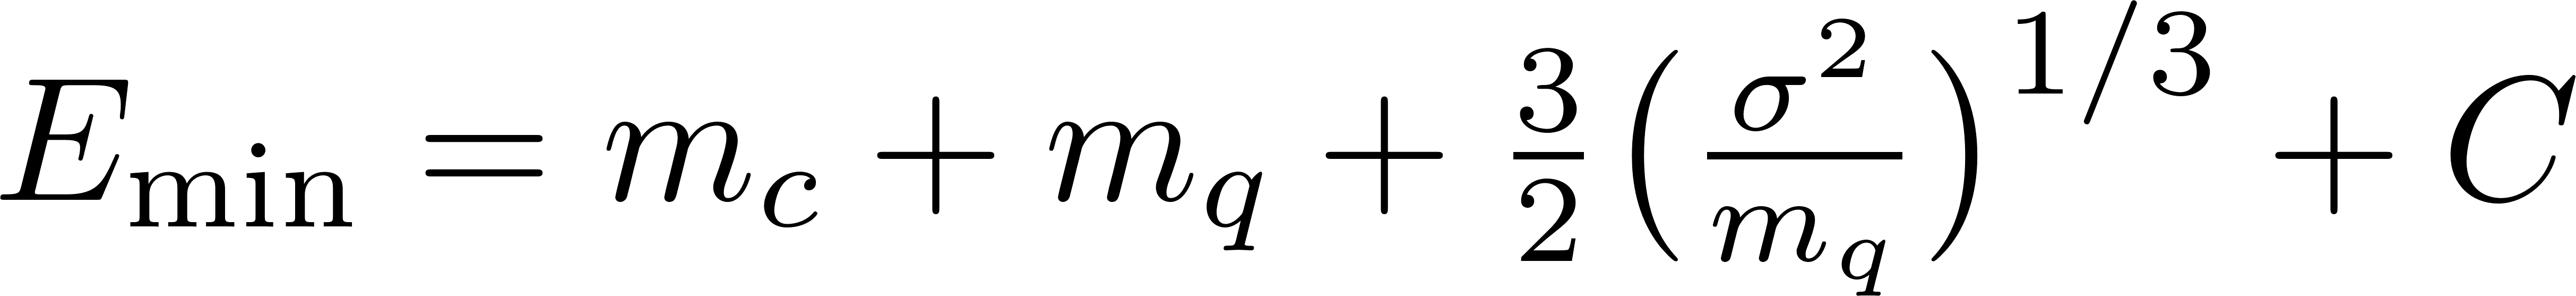 E_min = m_c + m_q + 3/2 (σ^2/m_q)^{1/3} + C